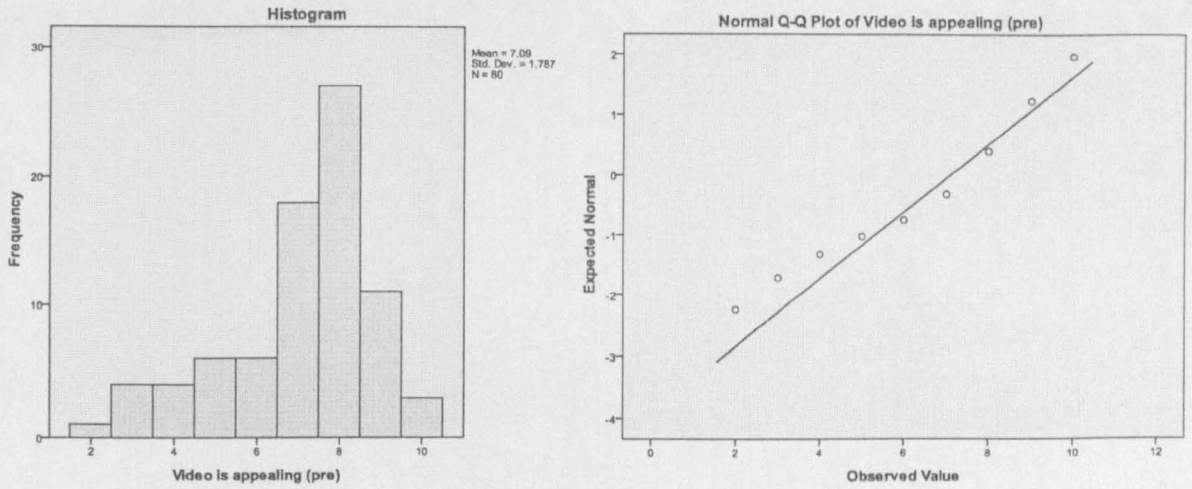 Histogram
30
20
10
0
Frequency
2 4 6 8 10
Video is appealing (pre)
Mean = 7.09
Std. Dev. = 1.787
N = 80
Normal Q-Q Plot of Video is appealing (pre)
2
1
0
-1
-2
-3
-4
Expected Normal
0 2 4 6 8 10 12
Observed Value